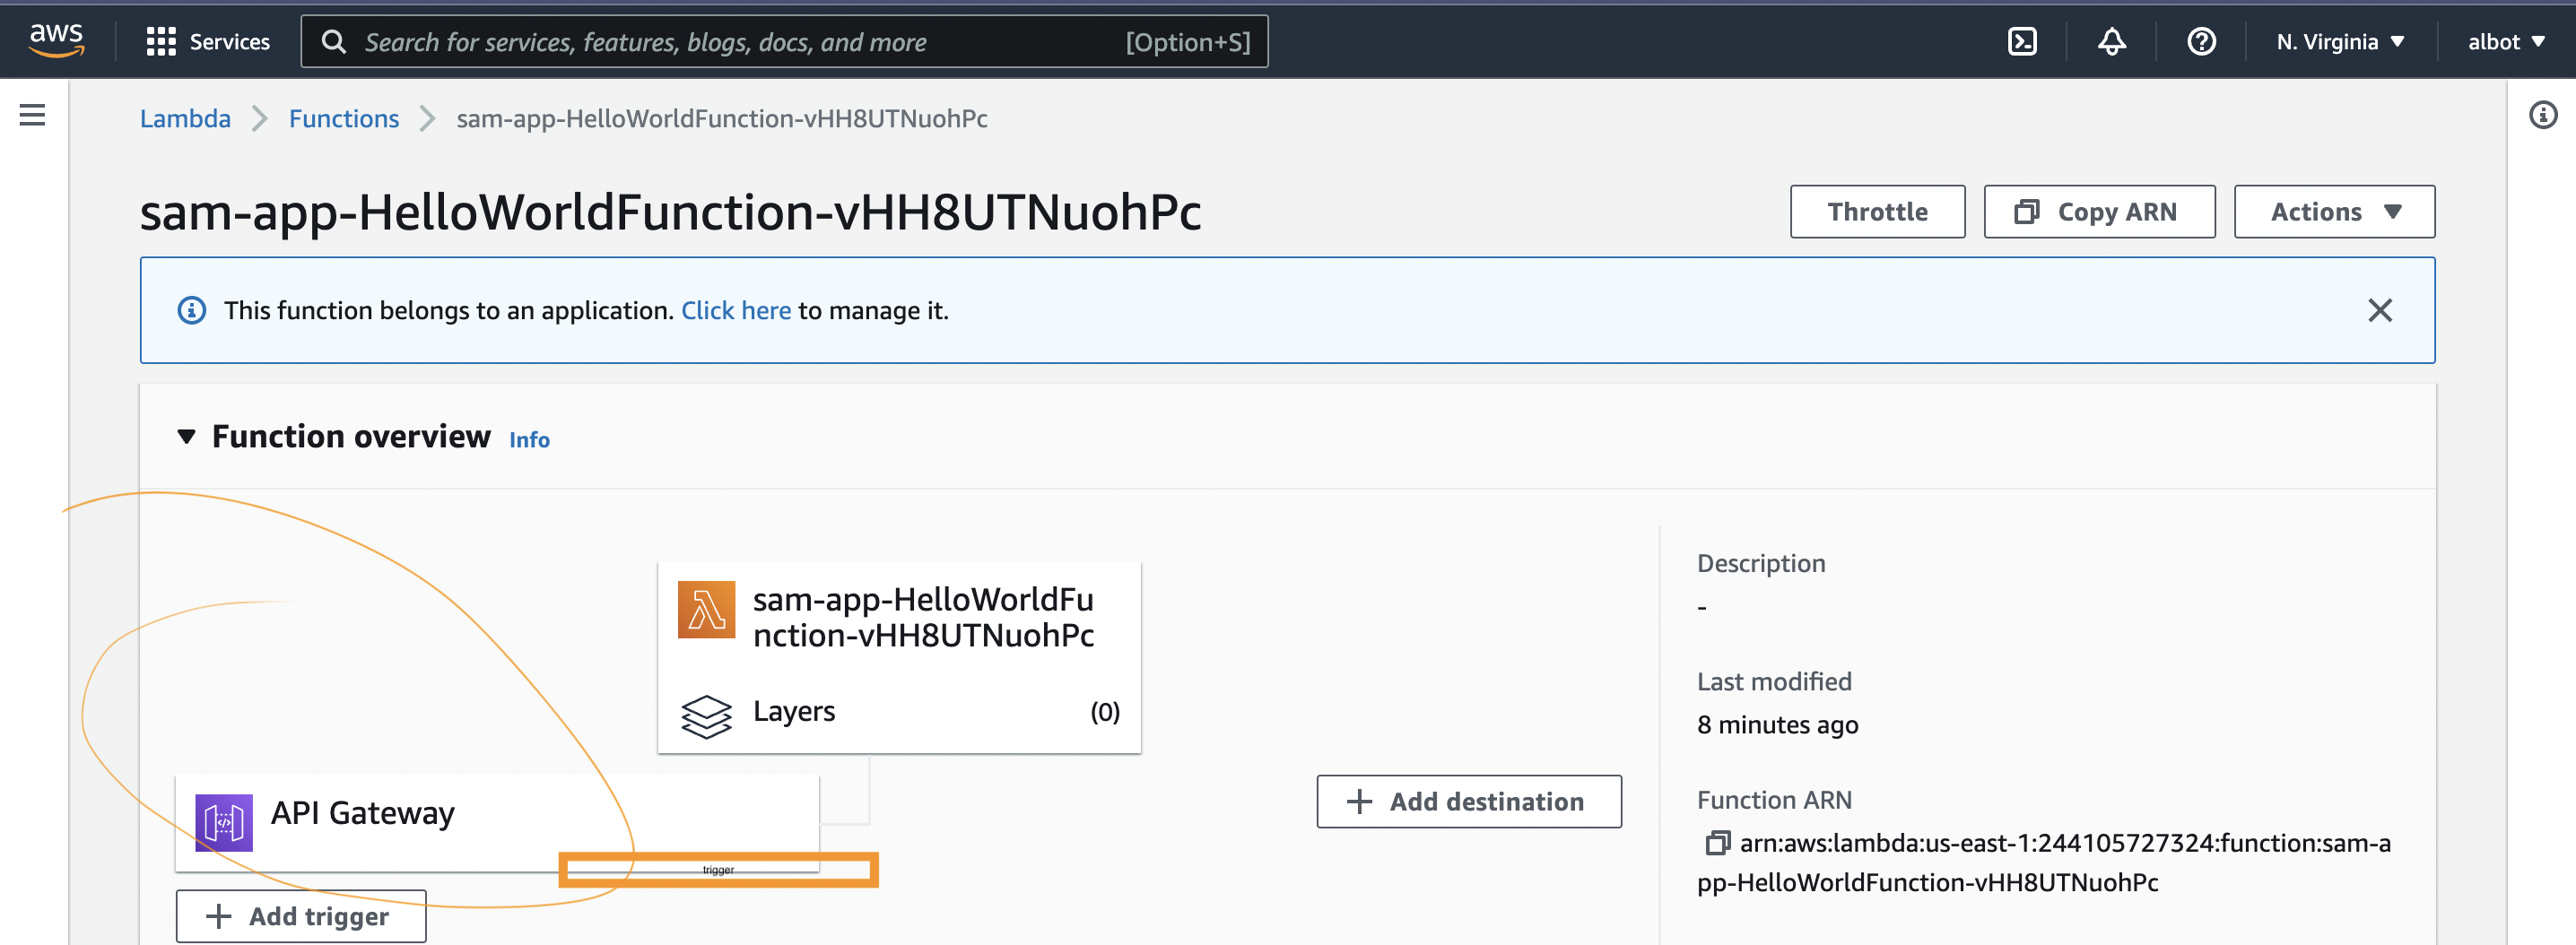 aws Services Search for services, features, blogs, docs, and more [Option+S] N. Virginia albot
Lambda Functions sam-app-HelloWorldFunction-vHH8UTNuohPc
sam-app-HelloWorldFunction-vHH8UTNuohPc Throttle Copy ARN Actions
This function belongs to an application. Click here to manage it.
Function overview Info
sam-app-HelloWorldFu
nction-vHH8UTNuohPc
Layers (0)
API Gateway
trigger
Add trigger
Add destination
Description
-
Last modified
8 minutes ago
Function ARN
arn:aws:lambda:us-east-1:244105727324:function:sam-a
pp-HelloWorldFunction-vHH8UTNuohPc